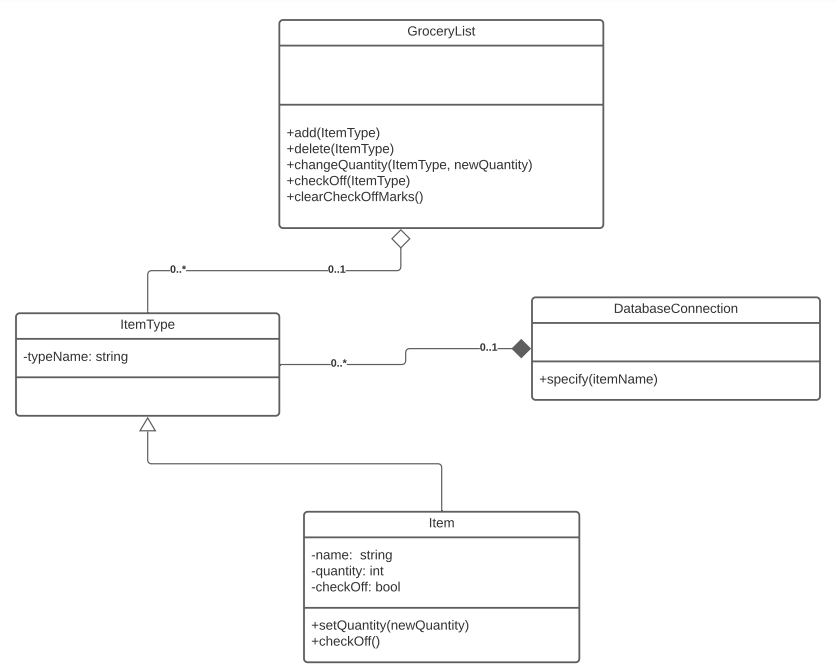 GroceryList
+add(ItemType)
+delete(ItemType)
+changeQuantity(ItemType, newQuantity)
+checkOff(ItemType)
+clearCheckOffMarks()
0..*
0..1
ItemType
-typeName: string
DatabaseConnection
+specify(itemName)
0..1
0..*
Item
-name:  string
-quantity: int
-checkOff: bool
+setQuantity(newQuantity)
+checkOff()